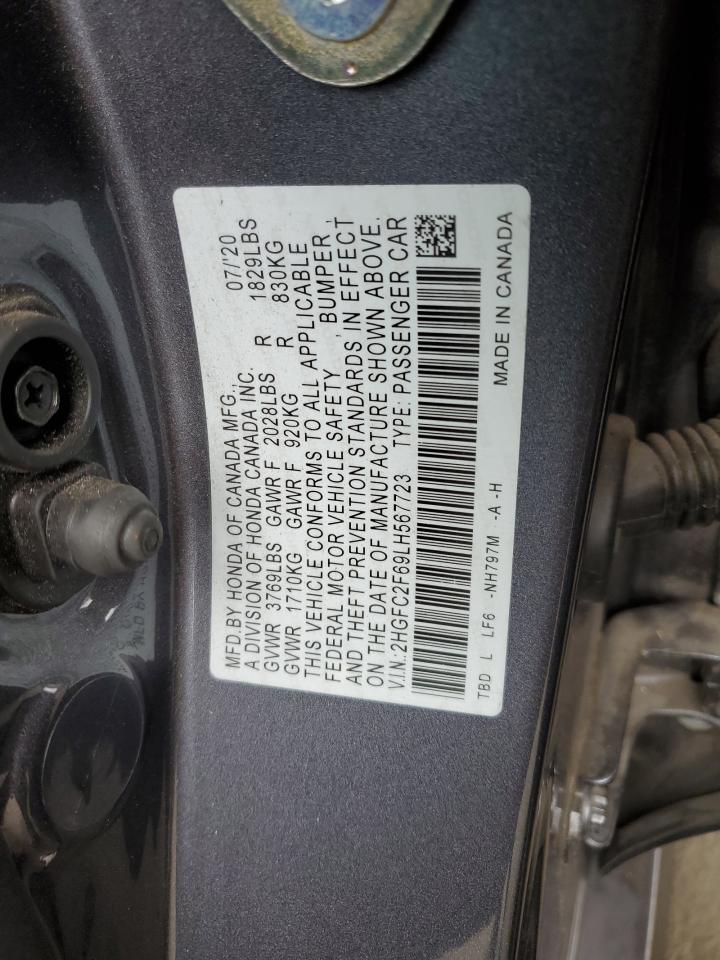 MFD.BY HONDA OF CANADA MFG., 07/'20
A DIVISION OF HONDA CANADA INC.
GVWR 3769LBS GAWR F 2028LBS R 1829LBS
GVWR 1710KG GAWR F 920KG R 830KG
THIS VEHICLE CONFORMS TO ALL APPLICABLE
FEDERAL MOTOR VEHICLE SAFETY , BUMPER ,
AND THEFT PREVENTION STANDARDS IN EFFECT
ON THE DATE OF MANUFACTURE SHOWN ABOVE.
V.I.N.:2HGFC2F69LH567723 TYPE: PASSENGER CAR
TBD L LF6 -NH797M -A -H MADE IN CANADA